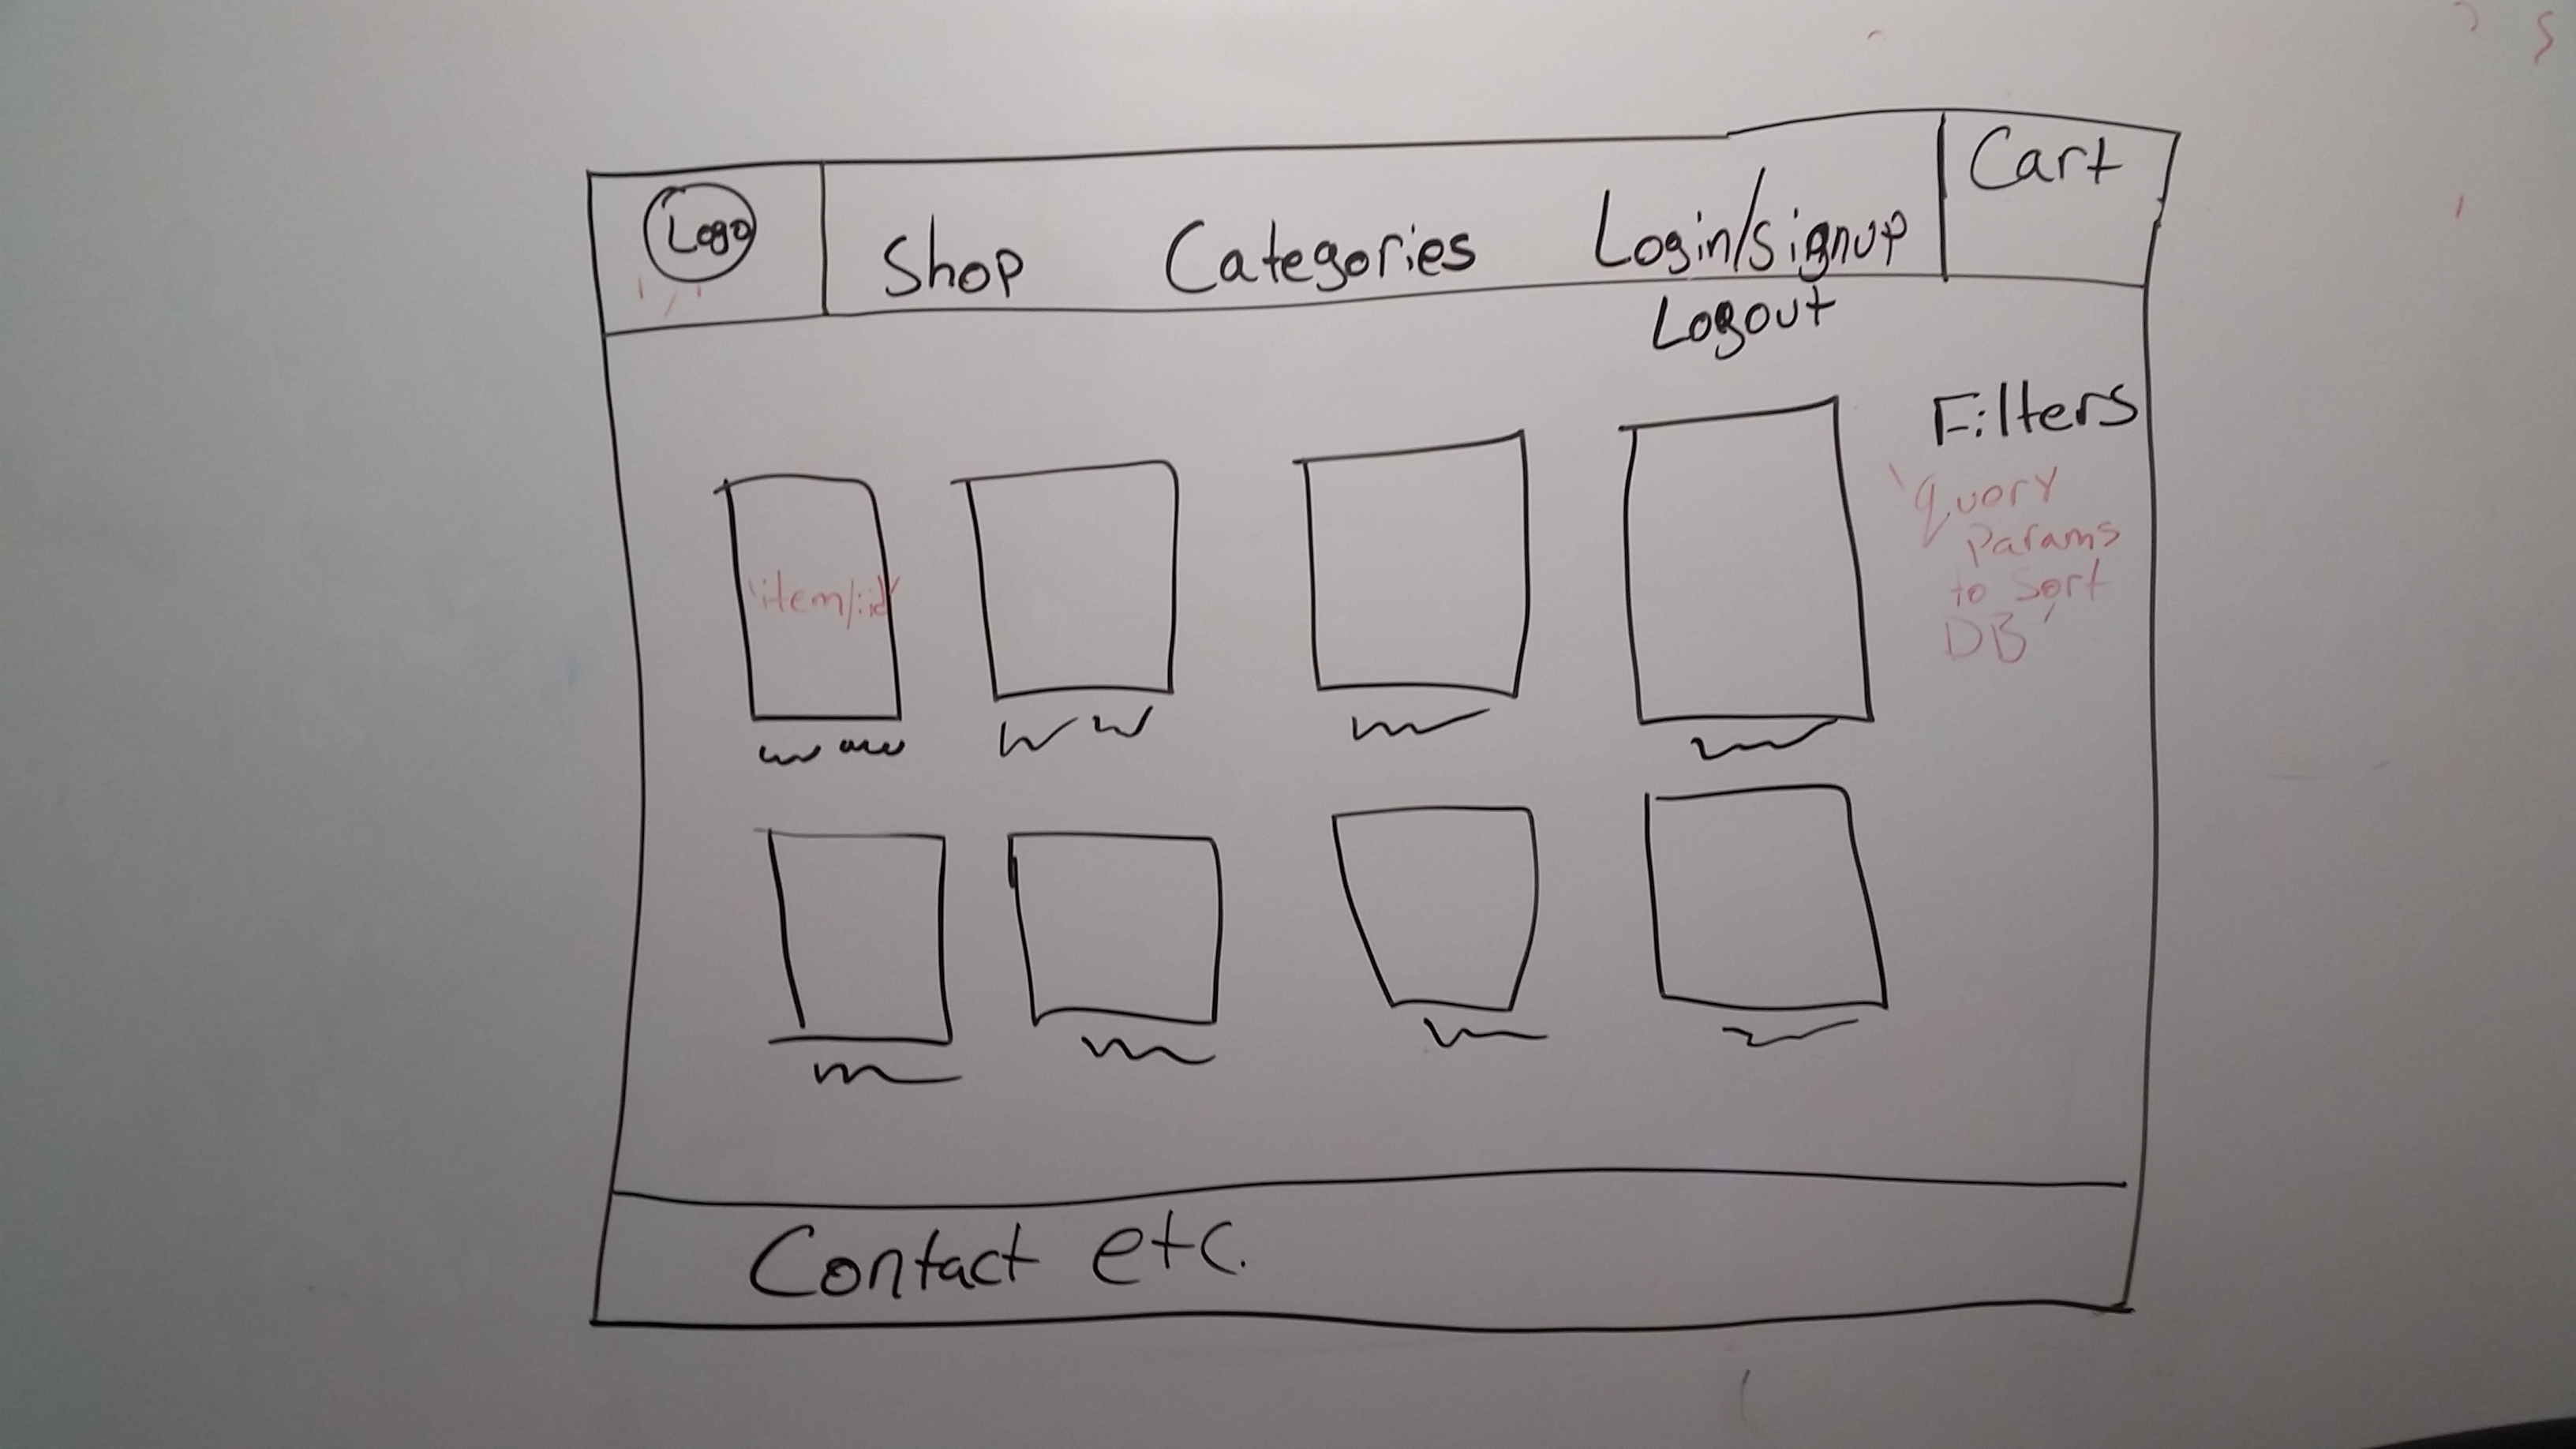 Logo
'/'
Shop
Categories
Login/signup
Logout
Cart
Filters
'query
Params
to sort
DB'
'item/:id'
Contact etc.